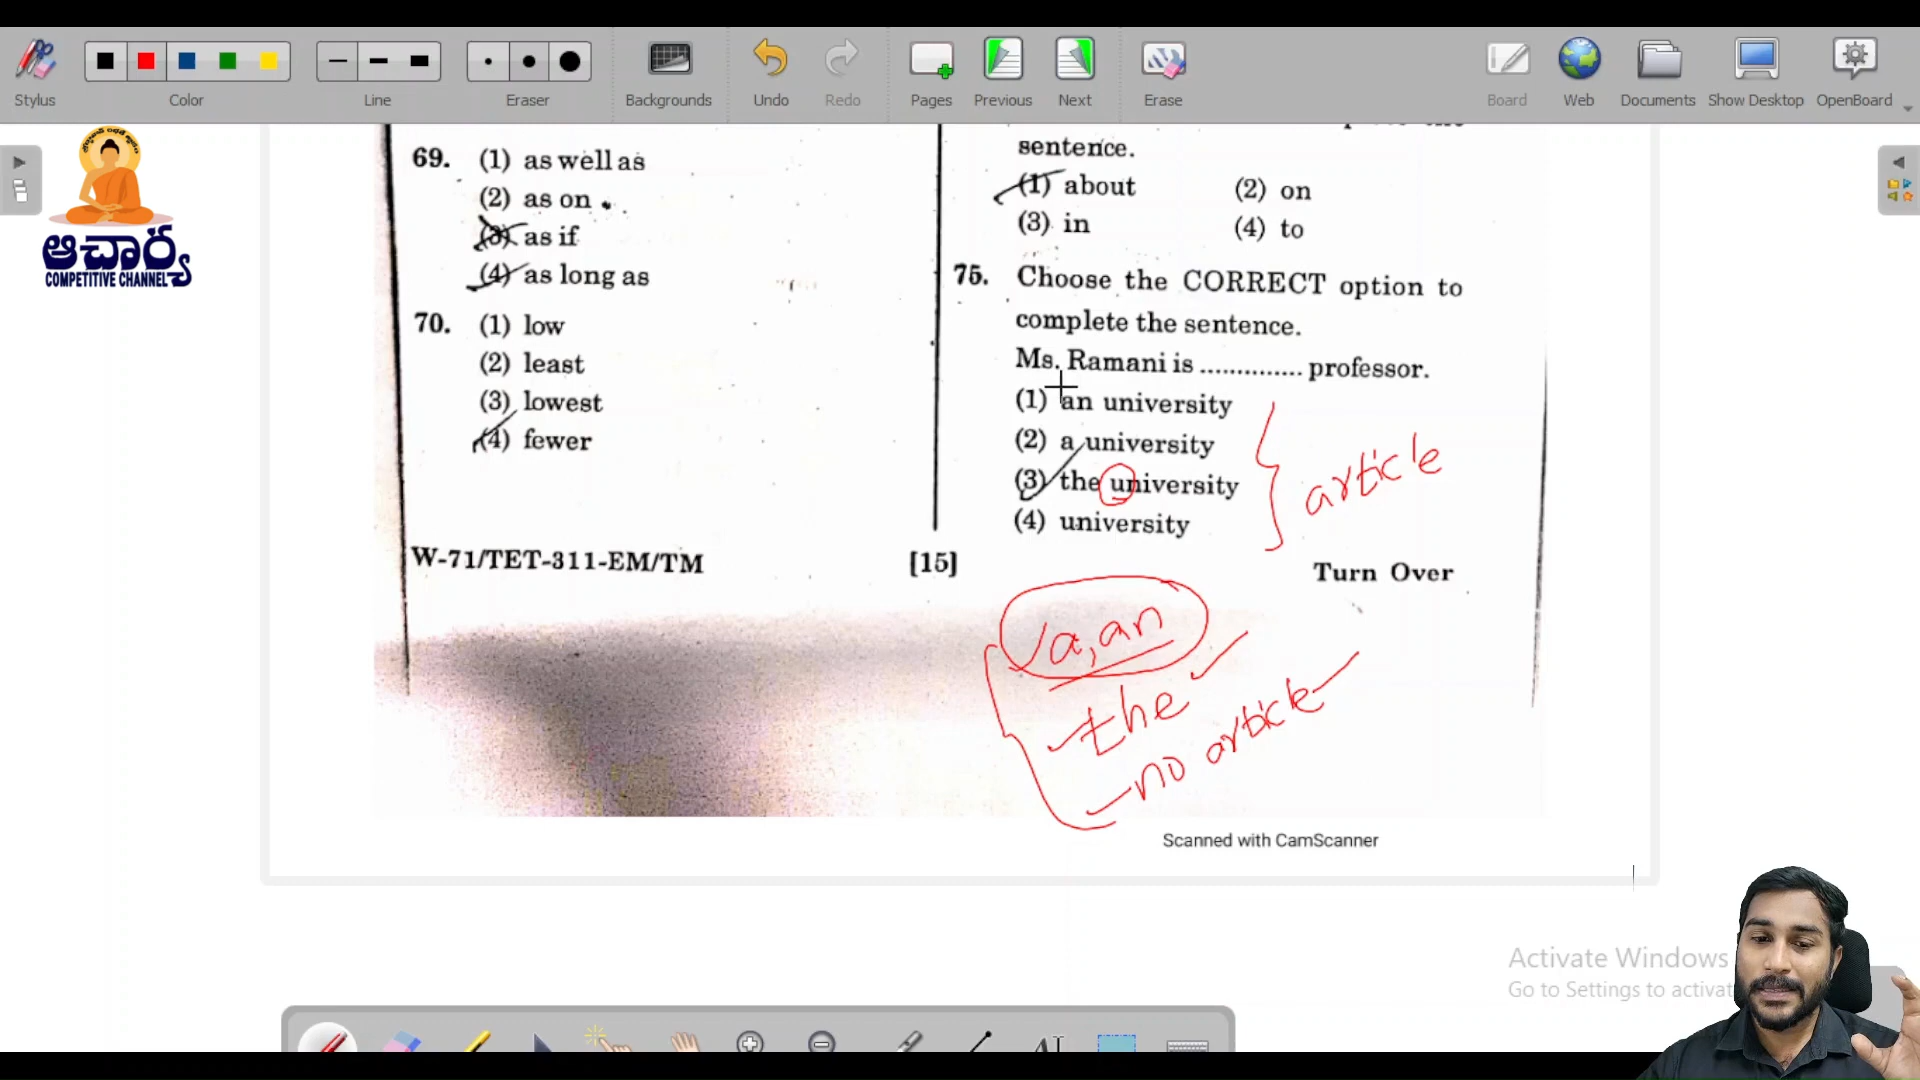 Stylus
Color
Line
Eraser
Backgrounds
Undo
Redo
Pages
Previous
Next
Erase
Board
Web
Documents
Show Desktop
OpenBoard
ఆచార్య
COMPETITIVE CHANNEL
69. (1) as well as
(2) as on
(3) as if
(4) as long as
70. (1) low
(2) least
(3) lowest
(4) fewer
W-71/TET-311-EM/TM
[15]
sentence.
(1) about (2) on
(3) in (4) to
75. Choose the CORRECT option to
complete the sentence.
Ms. Ramani is .............. professor.
(1) an university
(2) a university
(3) the university
(4) university
article
Turn Over
a, an
the
no article
Scanned with CamScanner
Activate Windows
Go to Settings to activat